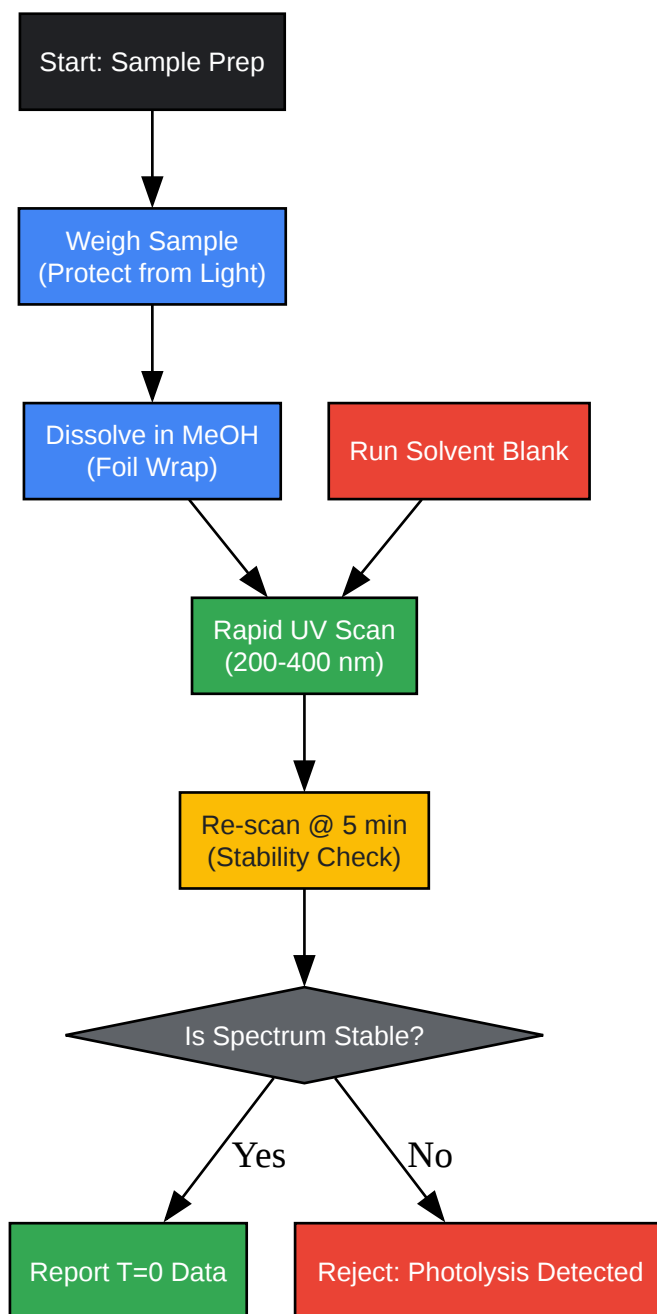 Start: Sample Prep
Weigh Sample
(Protect from Light)
Dissolve in MeOH
(Foil Wrap)
Run Solvent Blank
Rapid UV Scan
(200-400 nm)
Re-scan @ 5 min
(Stability Check)
Is Spectrum Stable?
Yes
No
Report T=0 Data
Reject: Photolysis Detected